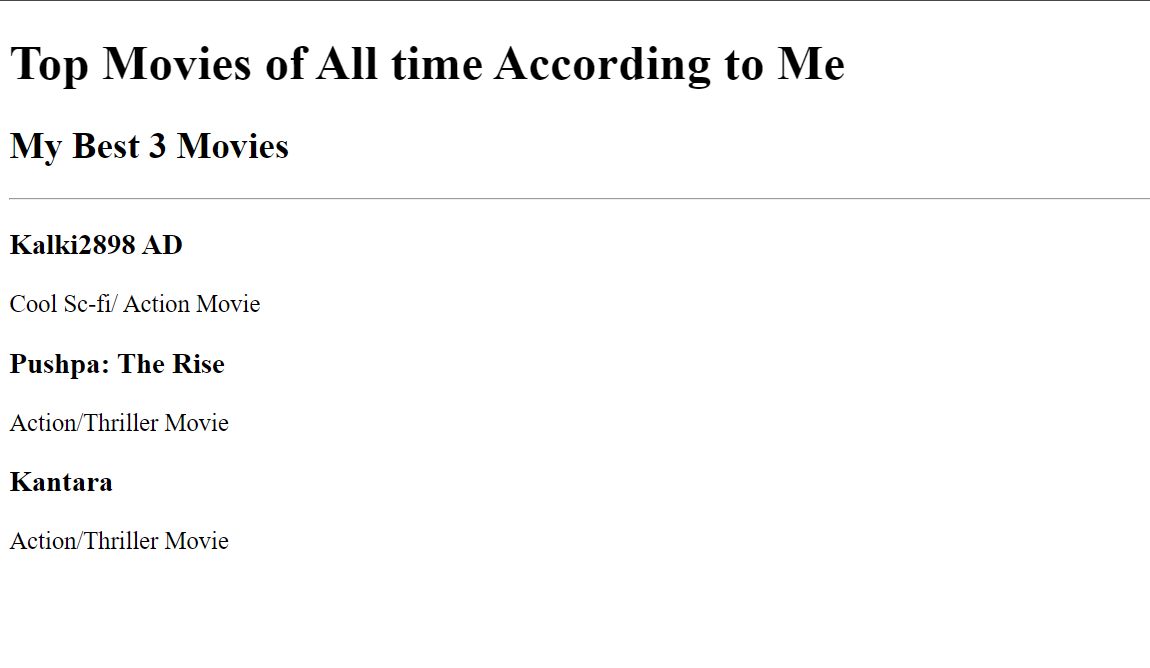 Top Movies of All time According to Me
My Best 3 Movies
Kalki2898 AD
Cool Sc-fi/ Action Movie
Pushpa: The Rise
Action/Thriller Movie
Kantara
Action/Thriller Movie